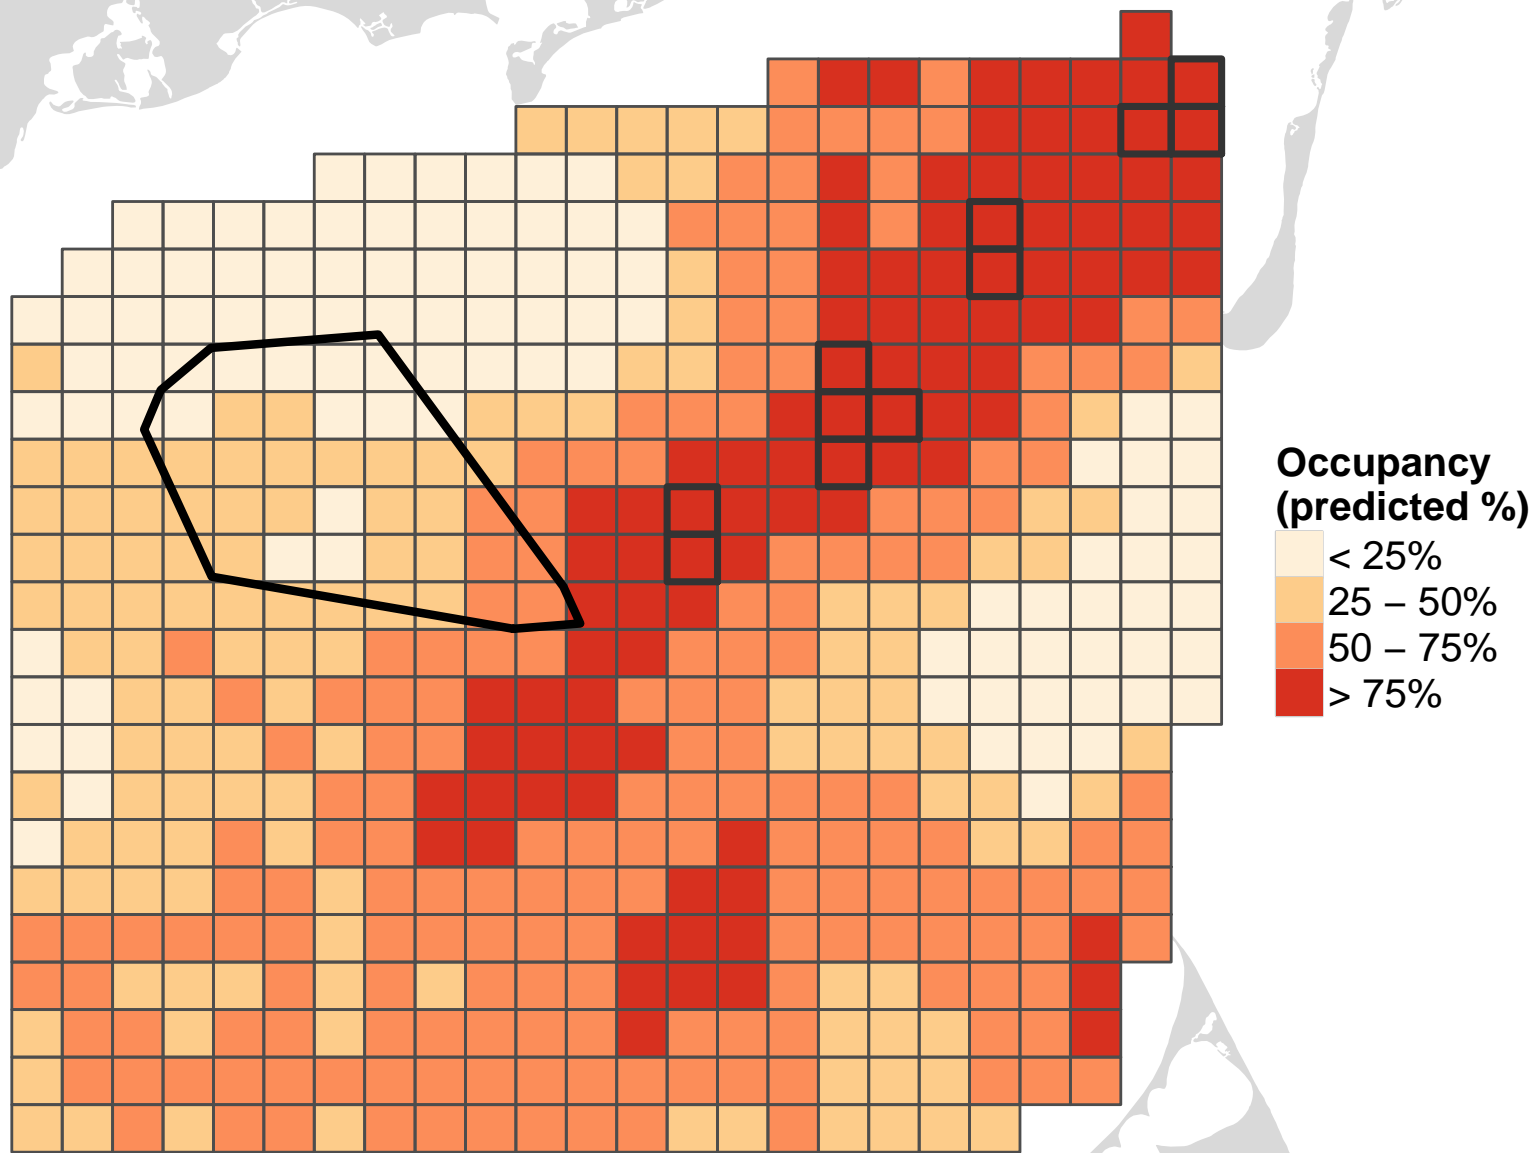 Occupancy
(predicted %)
< 25%
25 – 50%
50 – 75%
> 75%